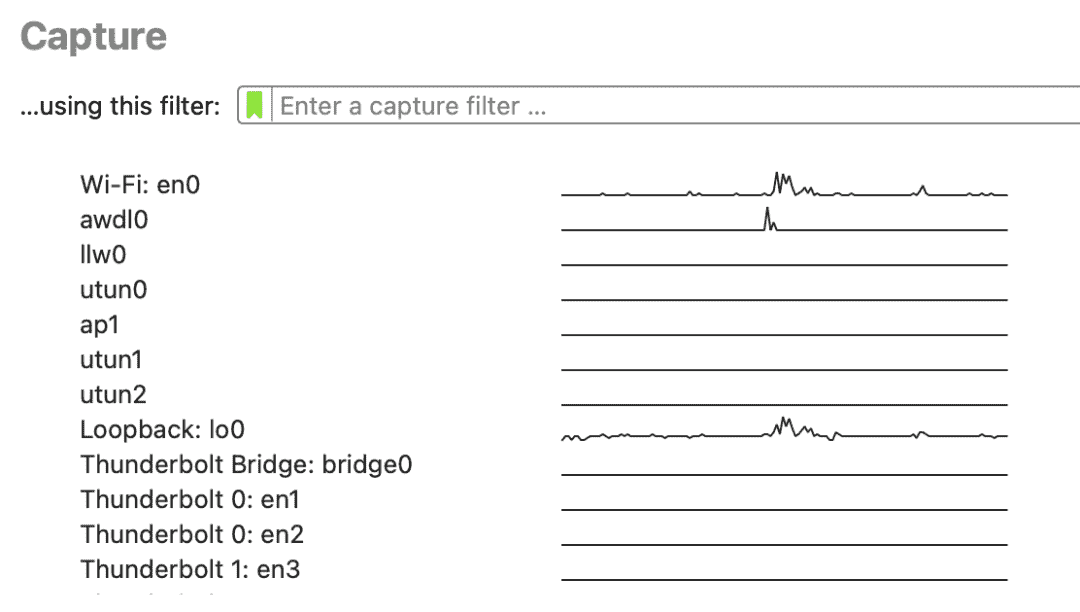 Capture
...using this filter: Enter a capture filter ...
Wi-Fi: en0
awdl0
llw0
utun0
ap1
utun1
utun2
Loopback: lo0
Thunderbolt Bridge: bridge0
Thunderbolt 0: en1
Thunderbolt 0: en2
Thunderbolt 1: en3